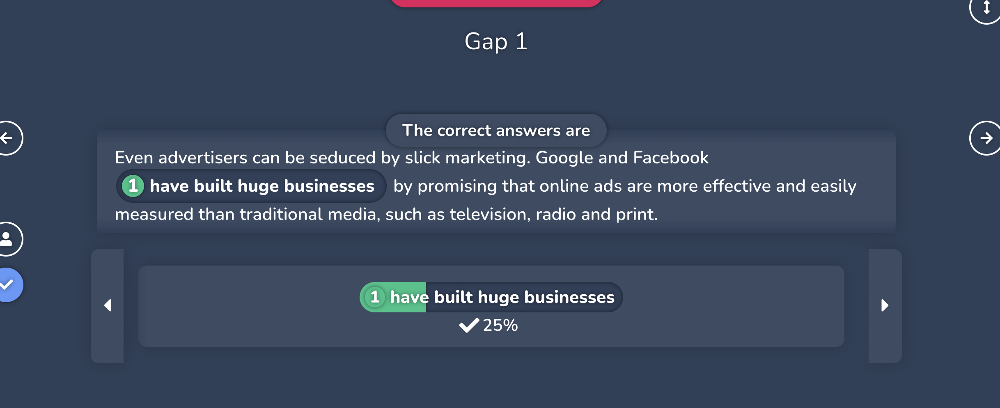 Gap 1
The correct answers are
Even advertisers can be seduced by slick marketing. Google and Facebook
1 have built huge businesses by promising that online ads are more effective and easily
measured than traditional media, such as television, radio and print.
1 have built huge businesses
25%